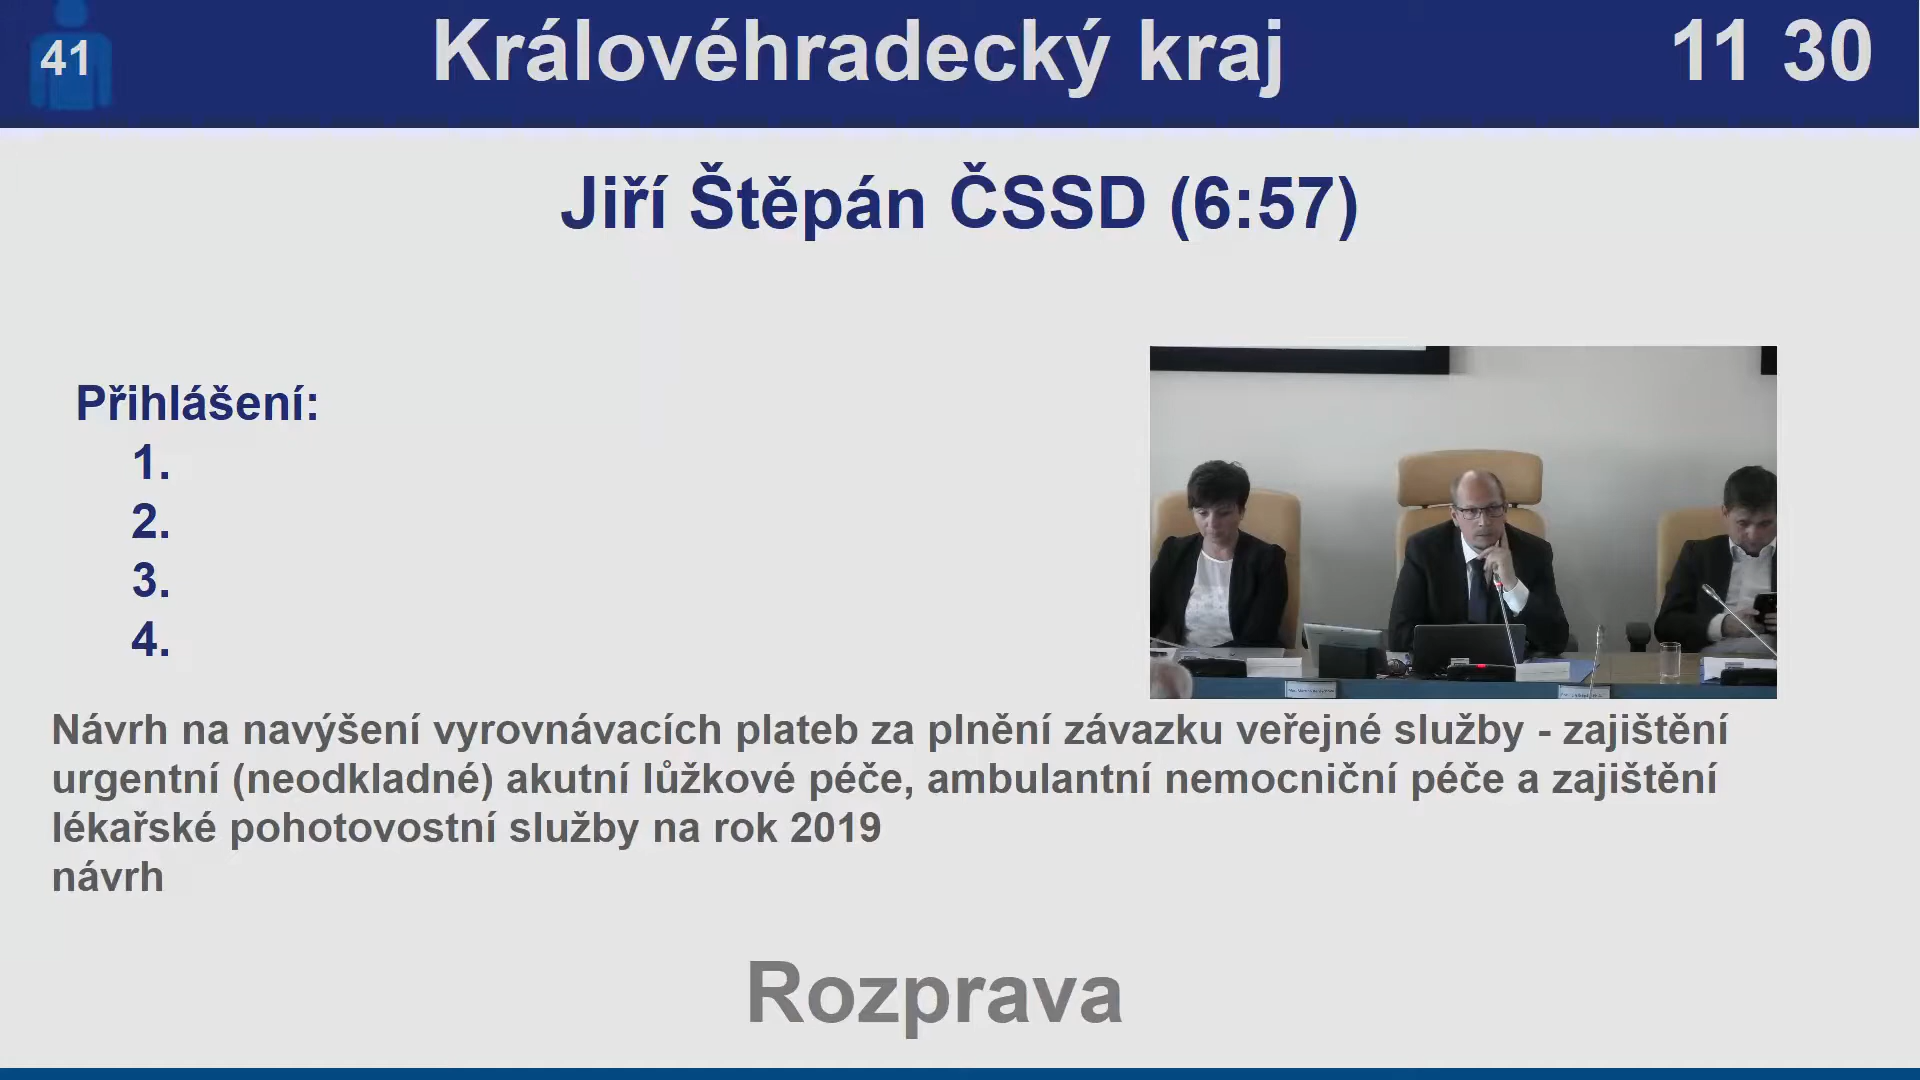 41
Královéhradecký kraj
11 30
Jiří Štěpán ČSSD (6:57)
Přihlášení:
1.
2.
3.
4.
Návrh na navýšení vyrovnávacích plateb za plnění závazku veřejné služby - zajištění
urgentní (neodkladné) akutní lůžkové péče, ambulantní nemocniční péče a zajištění
lékařské pohotovostní služby na rok 2019
návrh
Rozprava